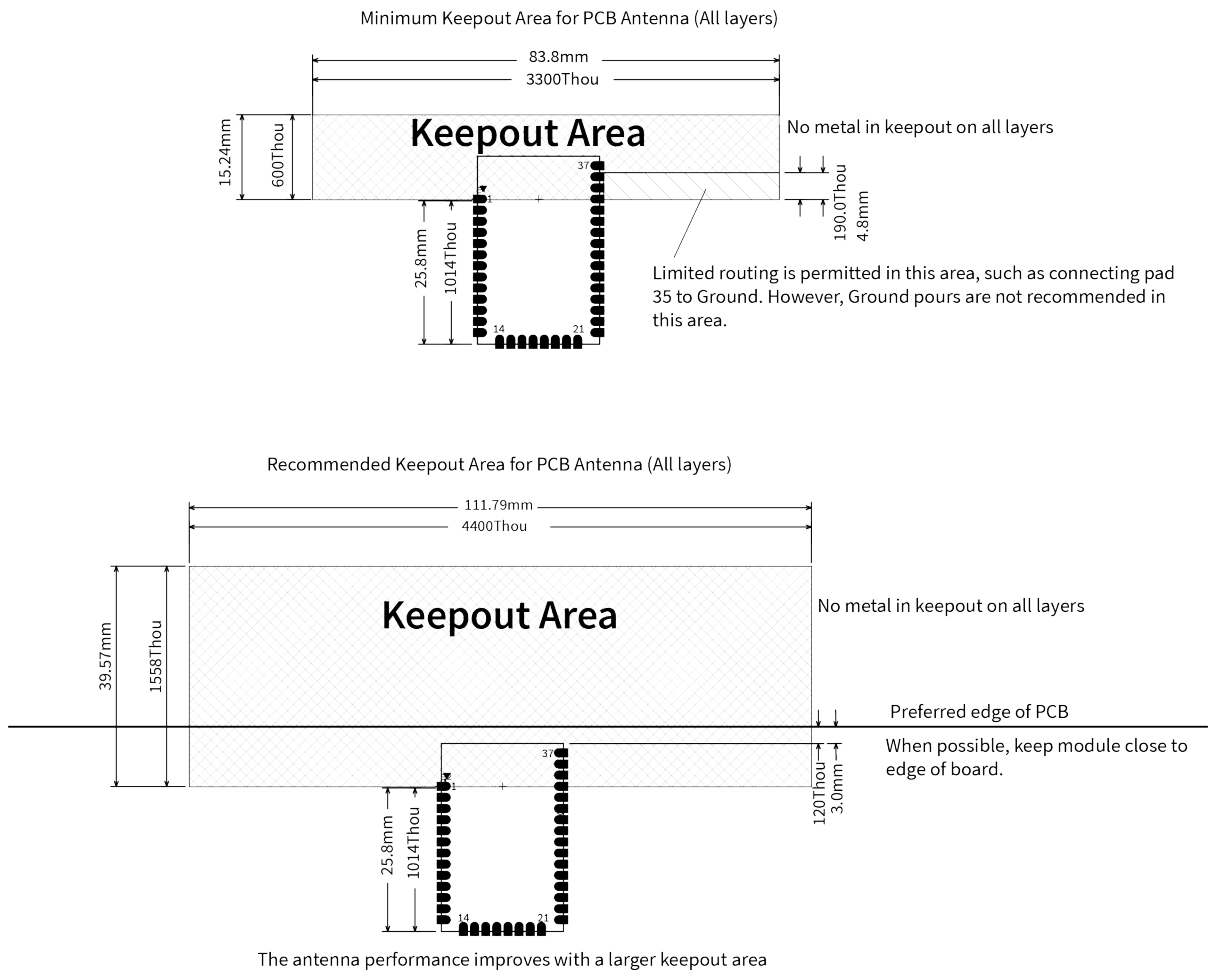 Minimum Keepout Area for PCB Antenna (All layers)
83.8mm
3300Thou
Keepout Area
No metal in keepout on all layers
15.24mm
600Thou
37
1
190.0Thou
4.8mm
25.8mm
1014Thou
Limited routing is permitted in this area, such as connecting pad
35 to Ground. However, Ground pours are not recommended in
this area.
14
21
Recommended Keepout Area for PCB Antenna (All layers)
111.79mm
4400Thou
Keepout Area
No metal in keepout on all layers
39.57mm
1558Thou
Preferred edge of PCB
When possible, keep module close to
edge of board.
37
1
120Thou
3.0mm
25.8mm
1014Thou
14
21
The antenna performance improves with a larger keepout area